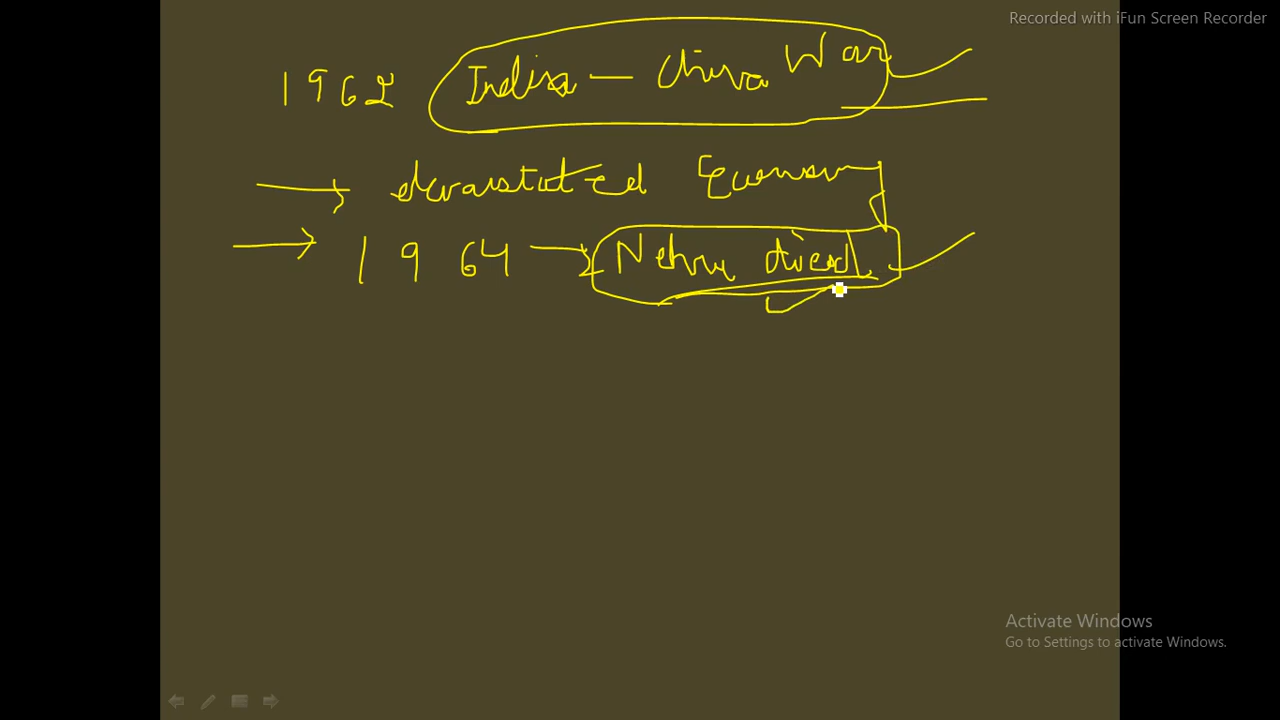 Recorded with iFun Screen Recorder
1962 India - China War
→ devastated Economy
→ 1964 → Nehru died
Activate Windows
Go to Settings to activate Windows.